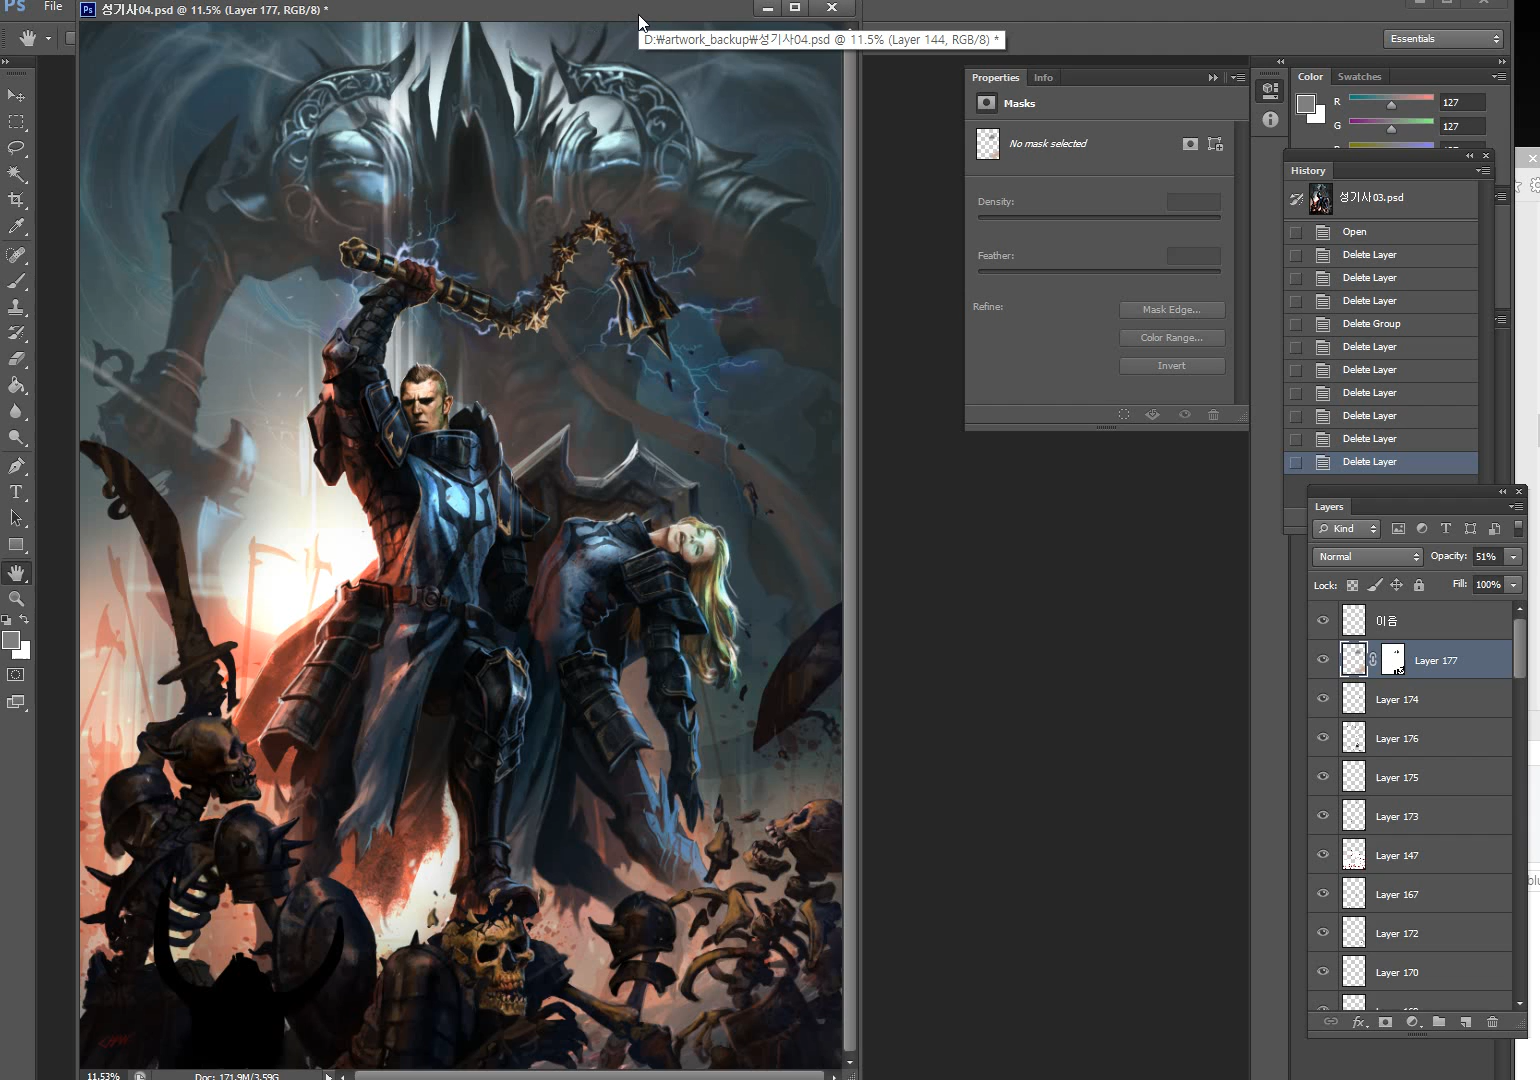 Ps
File
성기사04.psd @ 11.5% (Layer 177, RGB/8) *
D:\artwork_backup\성기사04.psd @ 11.5% (Layer 144, RGB/8) *
Essentials
Properties
Info
Masks
No mask selected
Density:
Feather:
Refine:
Mask Edge...
Color Range...
Invert
Color
Swatches
R
127
G
127
History
성기사03.psd
Open
Delete Layer
Delete Layer
Delete Layer
Delete Group
Delete Layer
Delete Layer
Delete Layer
Delete Layer
Delete Layer
Delete Layer
Layers
Kind
Normal
Opacity: 51%
Lock:
Fill: 100%
이름
Layer 177
Layer 174
Layer 176
Layer 175
Layer 173
Layer 147
Layer 167
Layer 172
Layer 170
11.53%
Doc: 171.9M/3.59G